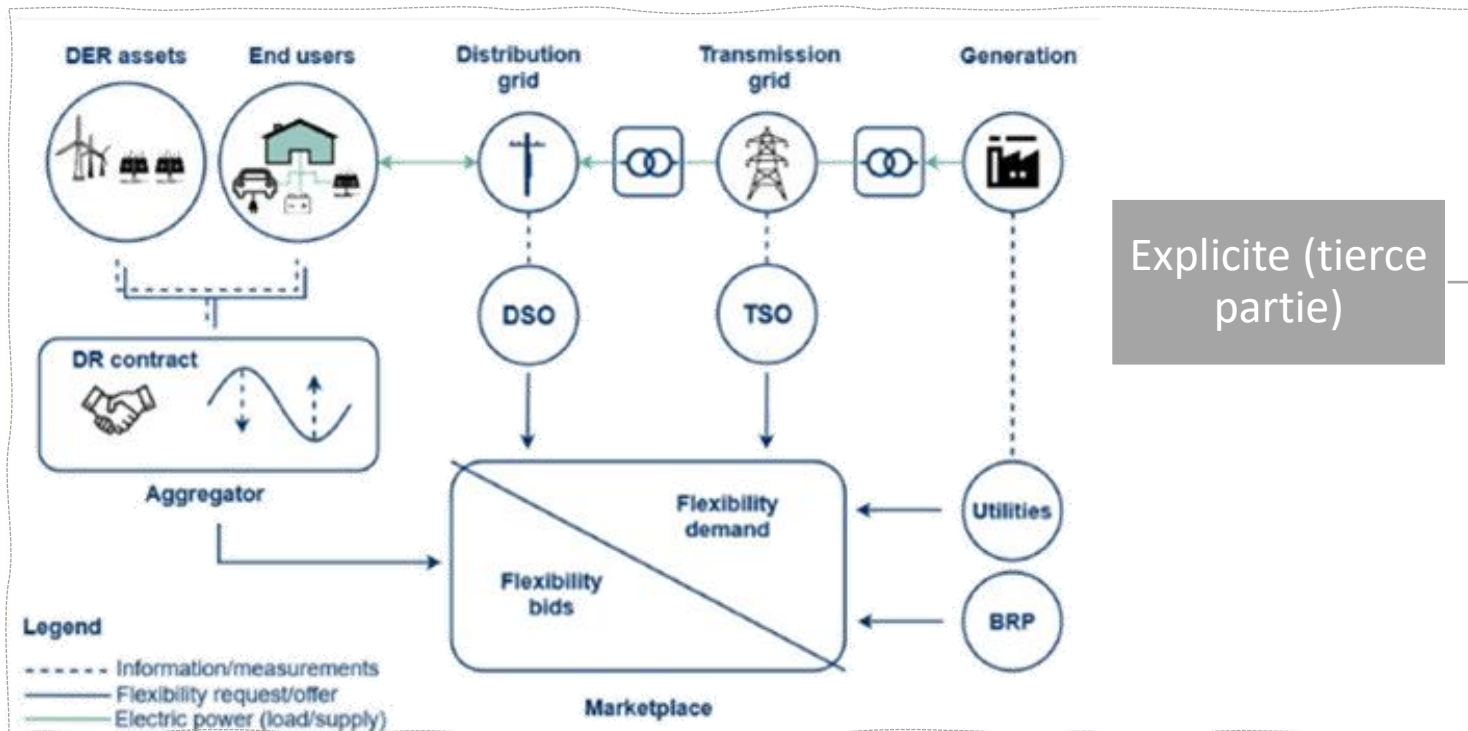 DER assets
End users
Distribution
grid
Transmission
grid
Generation
Explicite (tierce
partie)
DSO
TSO
DR contract
Aggregator
Flexibility
demand
Utilities
Flexibility
bids
BRP
Legend
Information/measurements
Flexibility request/offer
Electric power (load/supply)
Marketplace